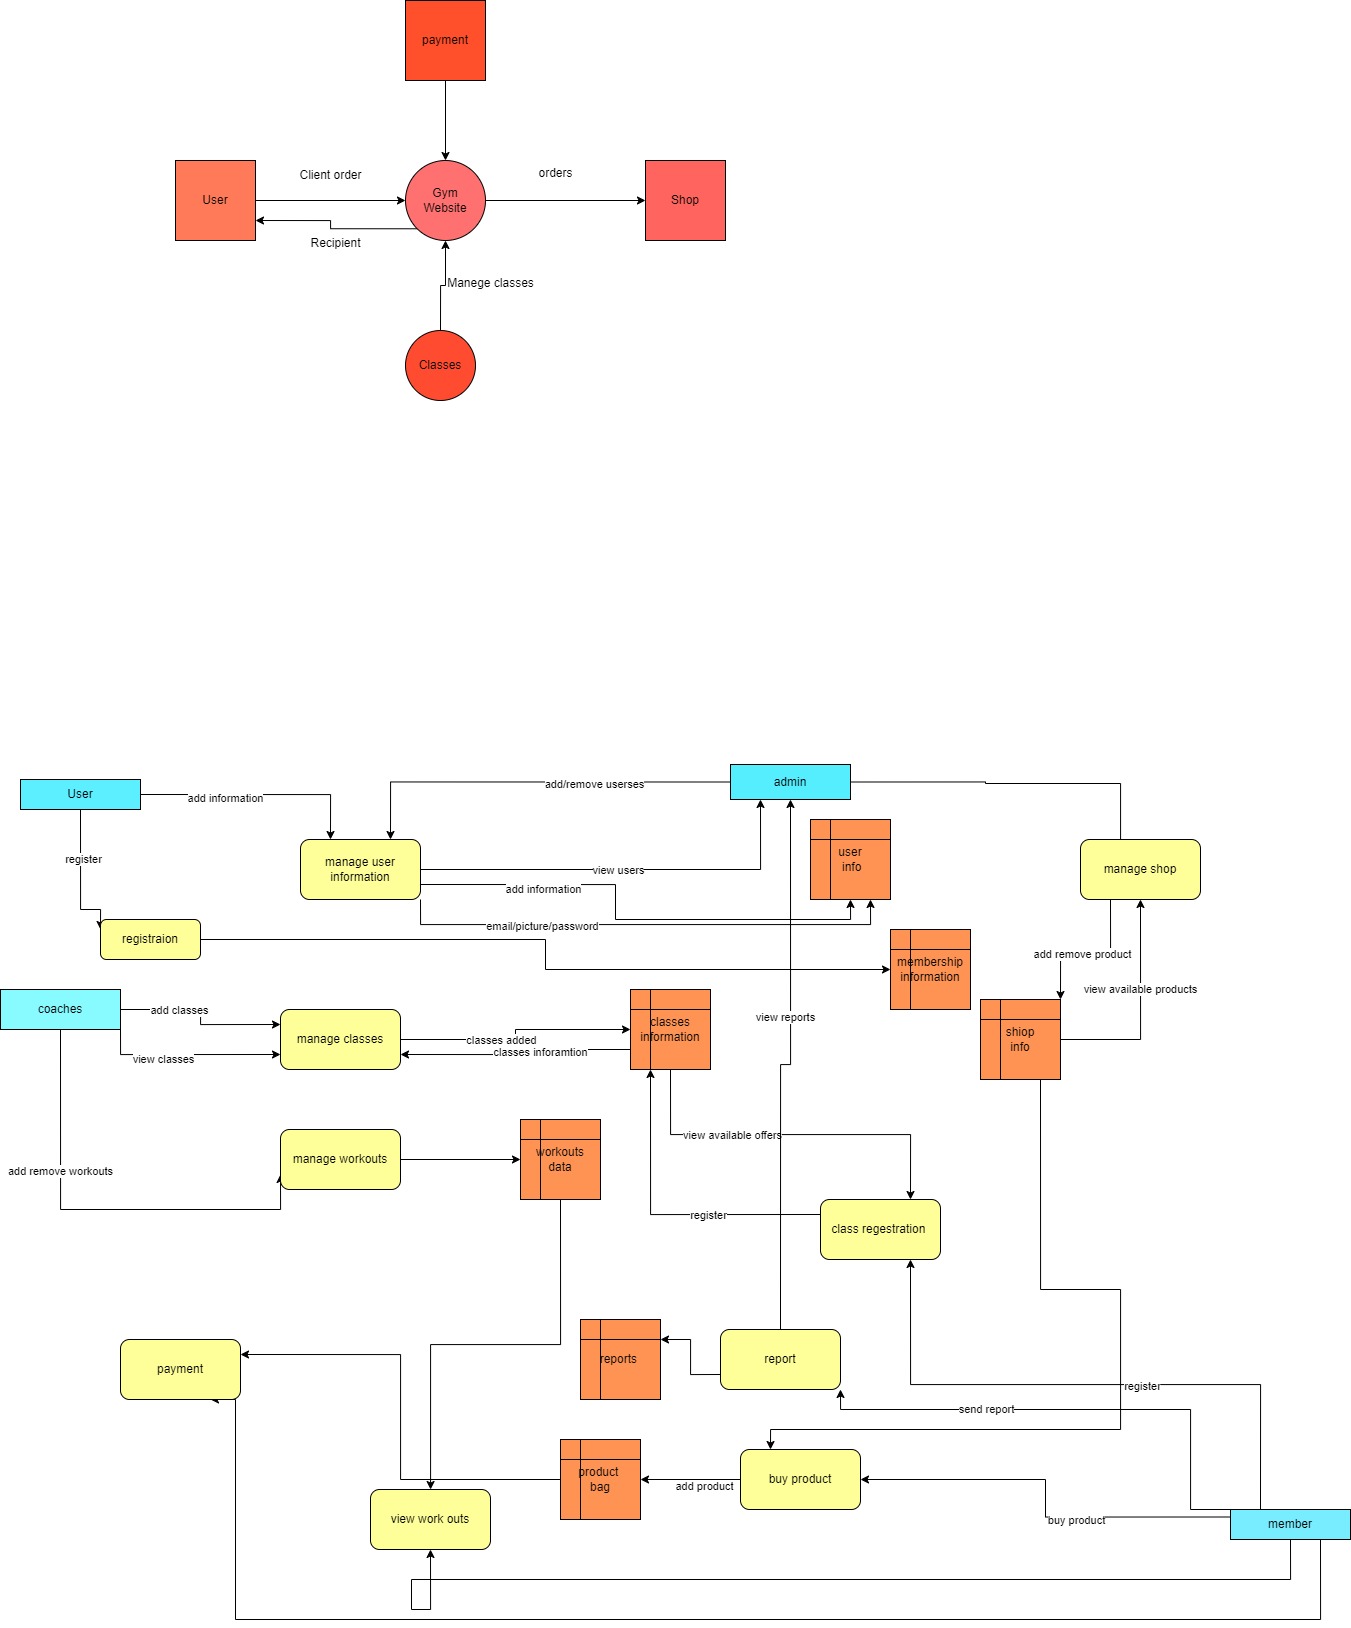 payment
Client order
orders
User
Gym
Website
Shop
Recipient
Manege classes
Classes
User
add information
add/remove userses
admin
register
manage user
information
view users
add information
email/picture/password
user
info
manage shop
registraion
membership
information
add remove product
view available products
coaches
add classes
view classes
manage classes
classes added
classes inforamtion
classes
information
view reports
shiop
info
add remove workouts
manage workouts
workouts
data
view available offers
register
class regestration
payment
reports
report
register
send report
product
bag
add product
buy product
view work outs
buy product
member